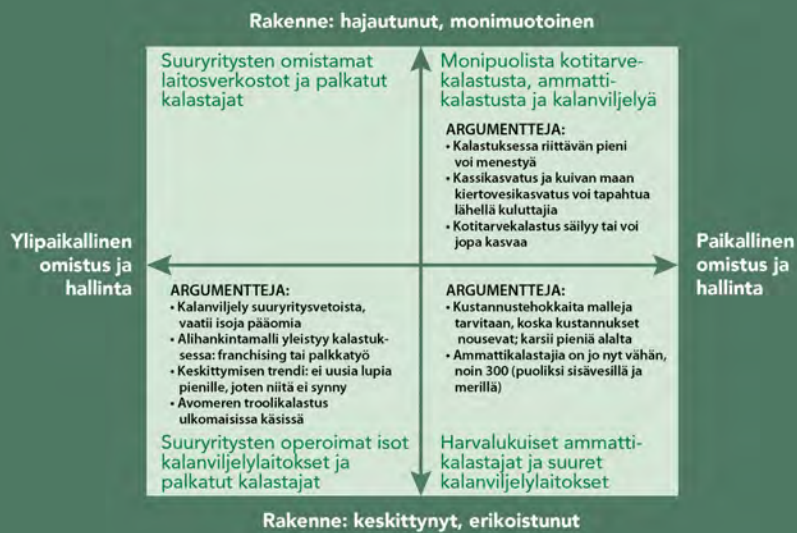 Rakenne: hajautunut, monimuotoinen
Suuryritysten omistamat
laitosverkostot ja palkatut
kalastajat
Monipuolista kotitarve-
kalastusta, ammatti-
kalastusta ja kalanviljelyä
ARGUMENTTEJA:
• Kalastuksessa riittävän pieni
voi menestyä
• Kassikasvatus ja kuivan maan
kiertovesikasvatus voi tapahtua
lähellä kuluttajia
• Kotitarvekalastus säilyy tai voi
jopa kasvaa
Ylipaikallinen
omistus ja
hallinta
Paikallinen
omistus ja
hallinta
ARGUMENTTEJA:
• Kalanviljely suuryritysvetoista,
vaatii isoja pääomia
• Alihankintamalli yleistyy kalastuk-
sessa: franchising tai palkkatyö
• Keskittymisen trendi: ei uusia lupia
pienille, joten niitä ei synny
• Avomeren troolikalastus
ulkomaisissa käsissä
Suuryritysten operoimat isot
kalanviljelylaitokset ja
palkatut kalastajat
ARGUMENTTEJA:
• Kustannustehokkaita malleja
tarvitaan, koska kustannukset
nousevat; karsii pieniä alalta
• Ammattikalastajia on jo nyt vähän,
noin 300 (puoliksi sisävesillä ja
merillä)
Harvalukuiset ammatti-
kalastajat ja suuret
kalanviljelylaitokset
Rakenne: keskittynyt, erikoistunut